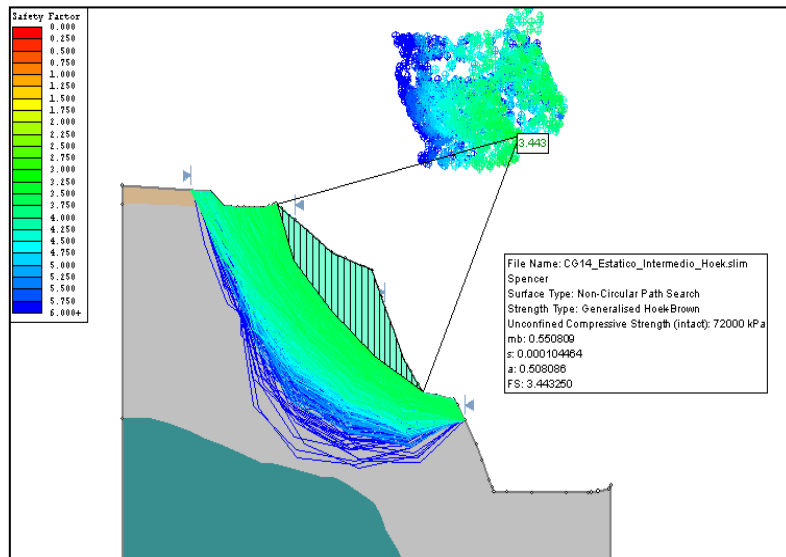 Safety Factor
0.000
0.250
0.500
0.750
1.000
1.250
1.500
1.750
2.000
2.250
2.500
2.750
3.000
3.250
3.500
3.750
4.000
4.250
4.500
4.750
5.000
5.250
5.500
5.750
6.000+
3.443
File Name: CG14_Estatico_Intermedio_Hoek.slim
Spencer
Surface Type: Non-Circular Path Search
Strength Type: Generalised Hoek-Brown
Unconfined Compressive Strength (intact): 72000 kPa
mb: 0.550809
s: 0.000104464
a: 0.508086
FS: 3.443250